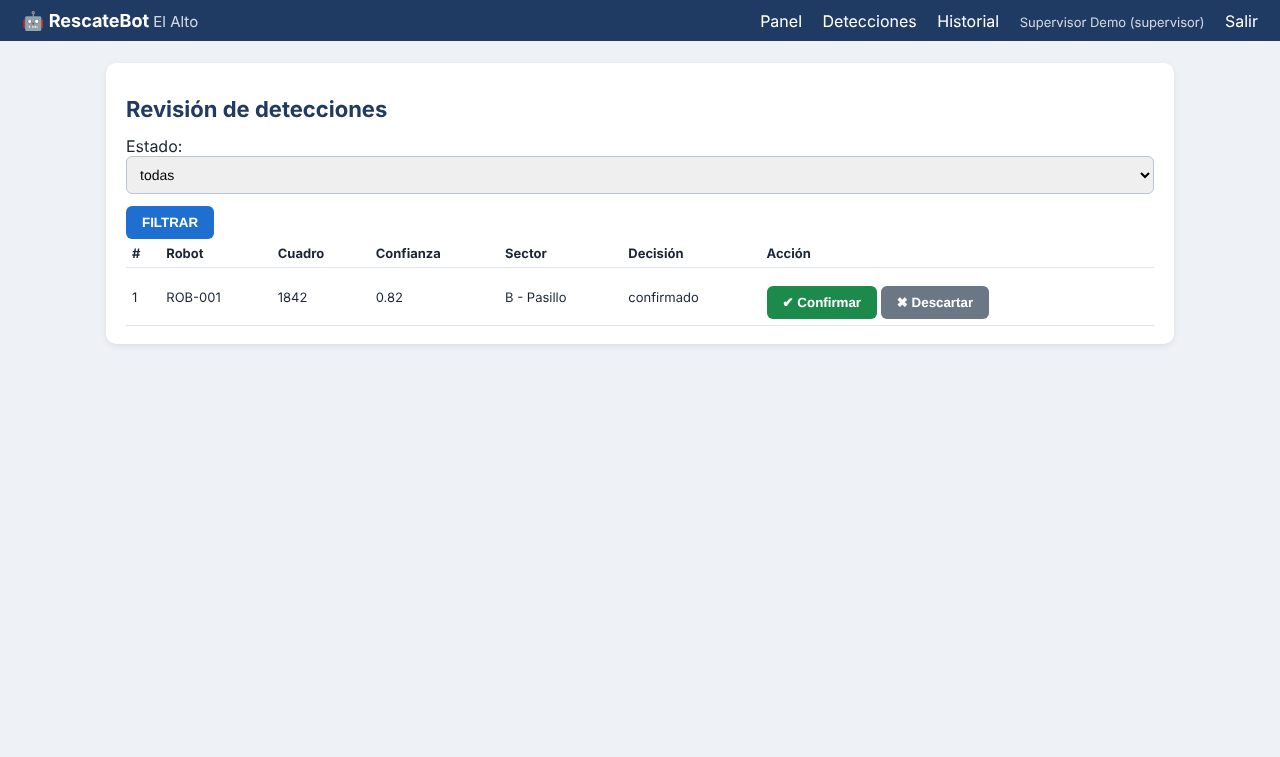 🤖 RescateBot El Alto Panel Detecciones Historial Supervisor Demo (supervisor) Salir
Revisión de detecciones
Estado:
todas
FILTRAR
# Robot Cuadro Confianza Sector Decisión Acción
1 ROB-001 1842 0.82 B - Pasillo confirmado ✔ Confirmar ✖ Descartar